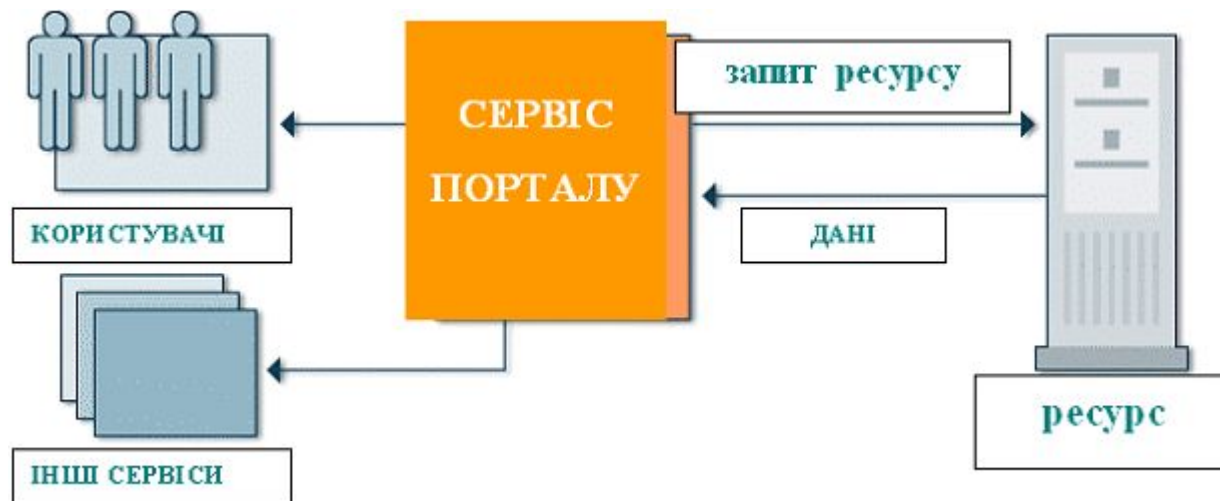 СЕРВІС
ПОРТАЛУ
запит ресурсу
ДАНІ
КОРИСТУВАЧІ
ІНШІ СЕРВІСИ
ресурс